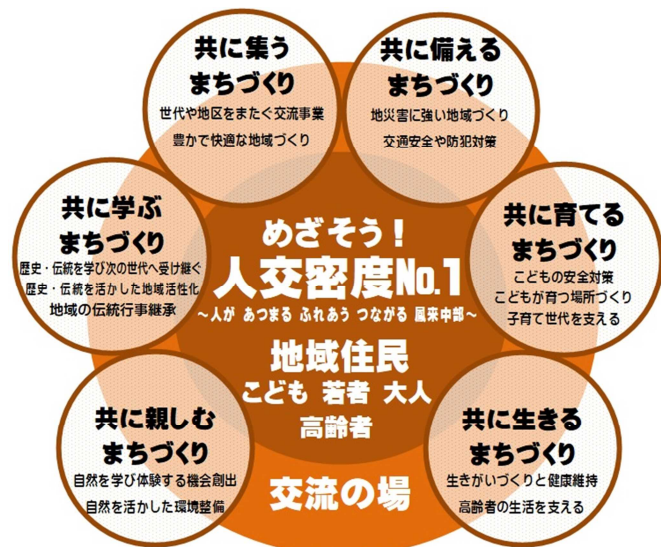 共に集う
まちづくり
世代や地区をまたぐ交流事業
豊かで快適な地域づくり
共に備える
まちづくり
地災害に強い地域づくり
交通安全や防犯対策
共に学ぶ
まちづくり
歴史・伝統を学び次の世代へ受け継ぐ
歴史・伝統を活かした地域活性化
地域の伝統行事継承
めざそう！
人交密度No.1
～人が あつまる ふれあう つながる 風来中部～
地域住民
こども 若者 大人
高齢者
交流の場
共に育てる
まちづくり
こどもの安全対策
こどもが育つ場所づくり
子育て世代を支える
共に親しむ
まちづくり
自然を学び体験する機会創出
自然を活かした環境整備
共に生きる
まちづくり
生きがいづくりと健康維持
高齢者の生活を支える